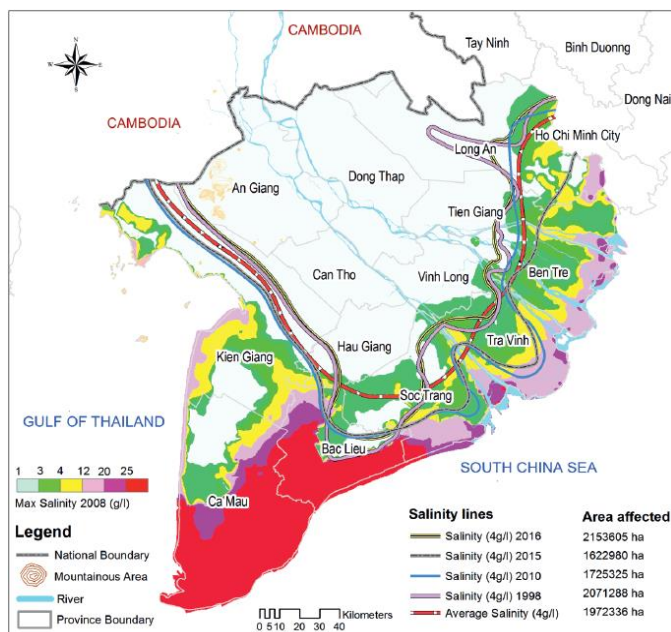 CAMBODIA
Tay Ninh
Binh Duonng
Dong Nai
CAMBODIA
Ho Chi Minh City
Long An
An Giang
Dong Thap
Tien Giang
Can Tho
Vinh Long
Ben Tre
Hau Giang
Kien Giang
Tra Vinh
Soc Trang
GULF OF THAILAND
Bac Lieu
SOUTH CHINA SEA
1 3 4 12 20 25
Max Salinity 2008 (g/l)
Ca Mau
Legend
National Boundary
Mountainous Area
River
Province Boundary
Kilometers
0 5 10 20 30 40
Salinity lines Area affected
Salinity (4g/l) 2016 2153605 ha
Salinity (4g/l) 2015 1622980 ha
Salinity (4g/l) 2010 1725325 ha
Salinity (4g/l) 1998 2071288 ha
Average Salinity (4g/l) 1972336 ha
N
W E
S